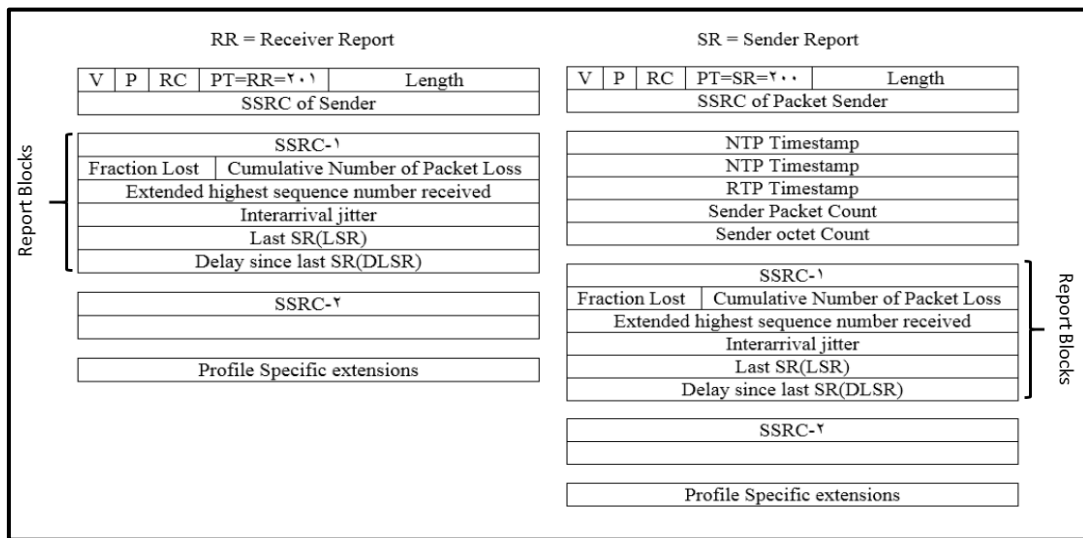 RR = Receiver Report
V P RC PT=RR=۲۰۱ Length
SSRC of Sender
Report Blocks
SSRC-۱
Fraction Lost Cumulative Number of Packet Loss
Extended highest sequence number received
Interarrival jitter
Last SR(LSR)
Delay since last SR(DLSR)
SSRC-۲
Profile Specific extensions
SR = Sender Report
V P RC PT=SR=۲۰۰ Length
SSRC of Packet Sender
NTP Timestamp
NTP Timestamp
RTP Timestamp
Sender Packet Count
Sender octet Count
SSRC-۱
Fraction Lost Cumulative Number of Packet Loss
Extended highest sequence number received
Interarrival jitter
Last SR(LSR)
Delay since last SR(DLSR)
Report Blocks
SSRC-۲
Profile Specific extensions